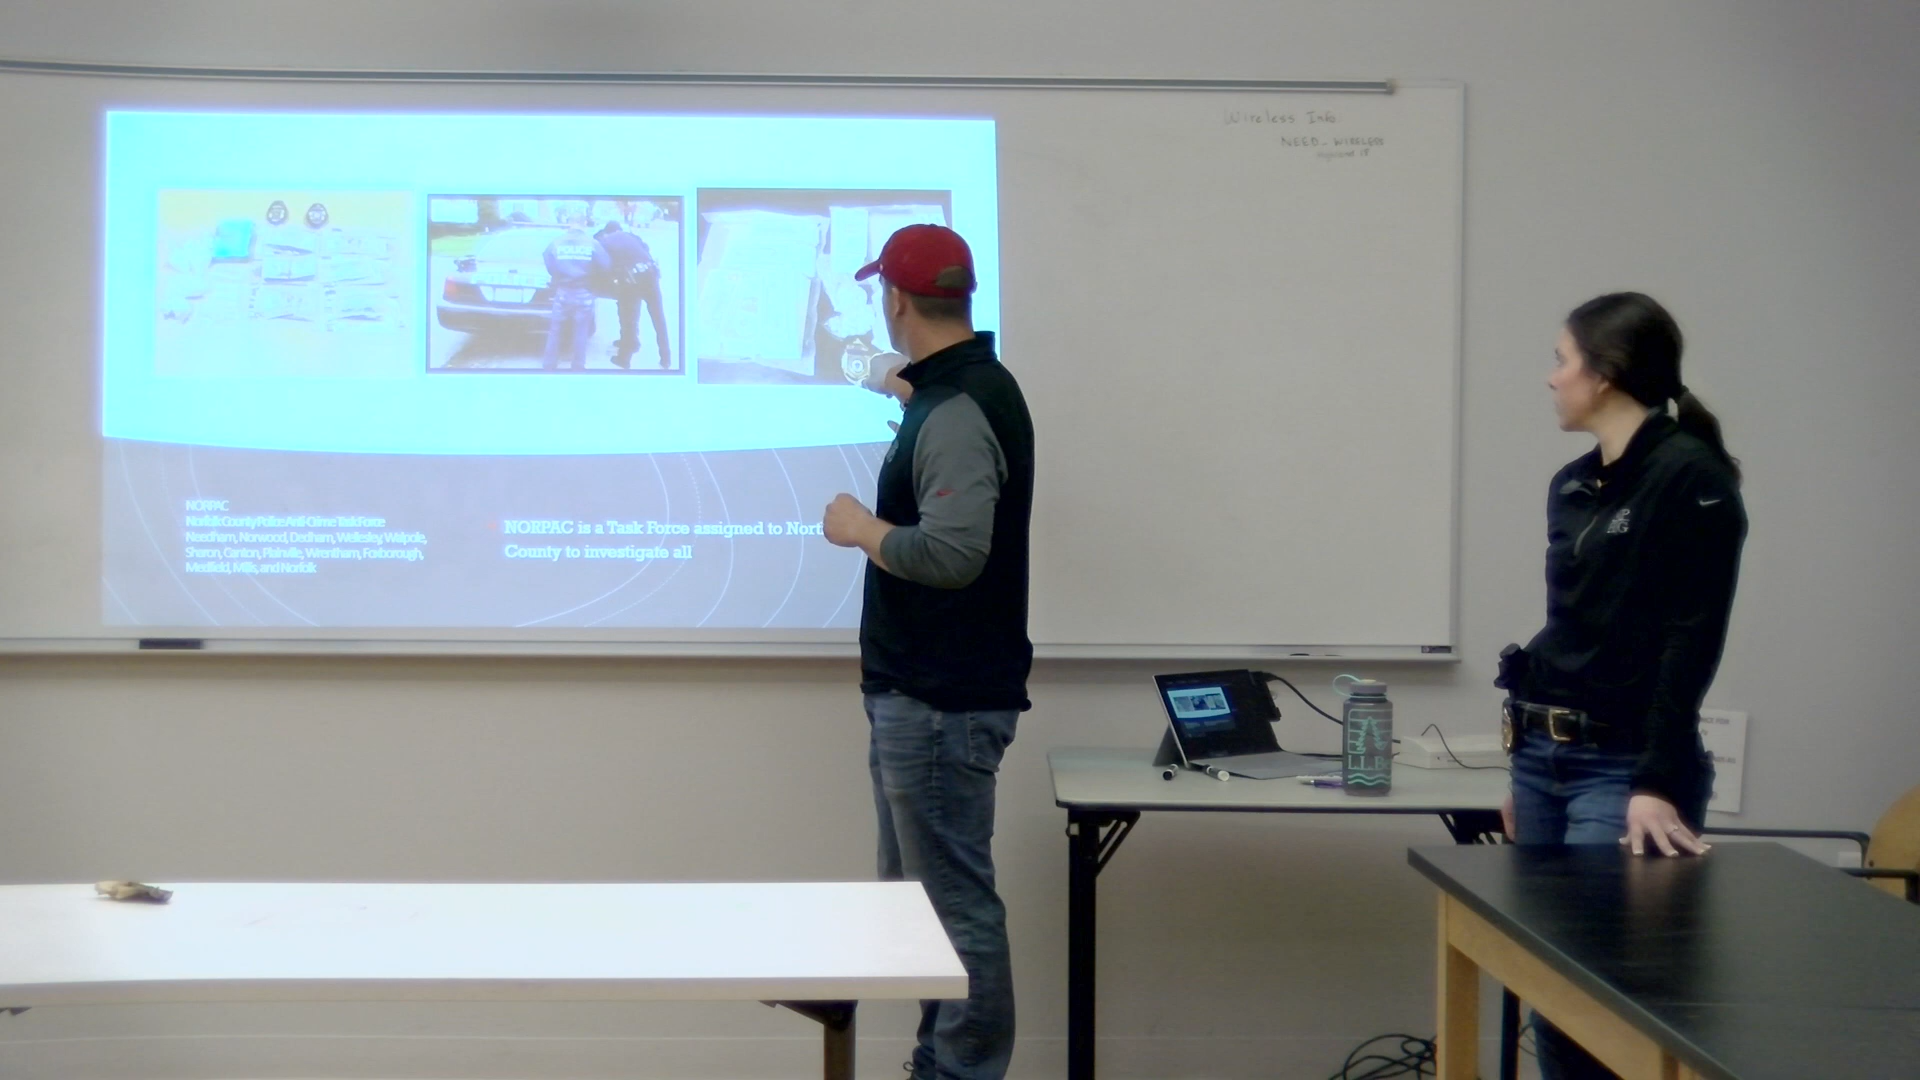 Wireless Info.
NEED - WIRELESS
POLICE
NORPAC
Norfolk County Police Anti-Crime Task Force
Needham, Norwood, Dedham, Wellesley, Walpole,
Sharon, Canton, Plainville, Wrentham, Foxborough,
Medfield, Millis, and Norfolk
NORPAC is a Task Force assigned to Norf
County to investigate all
L.L.Be